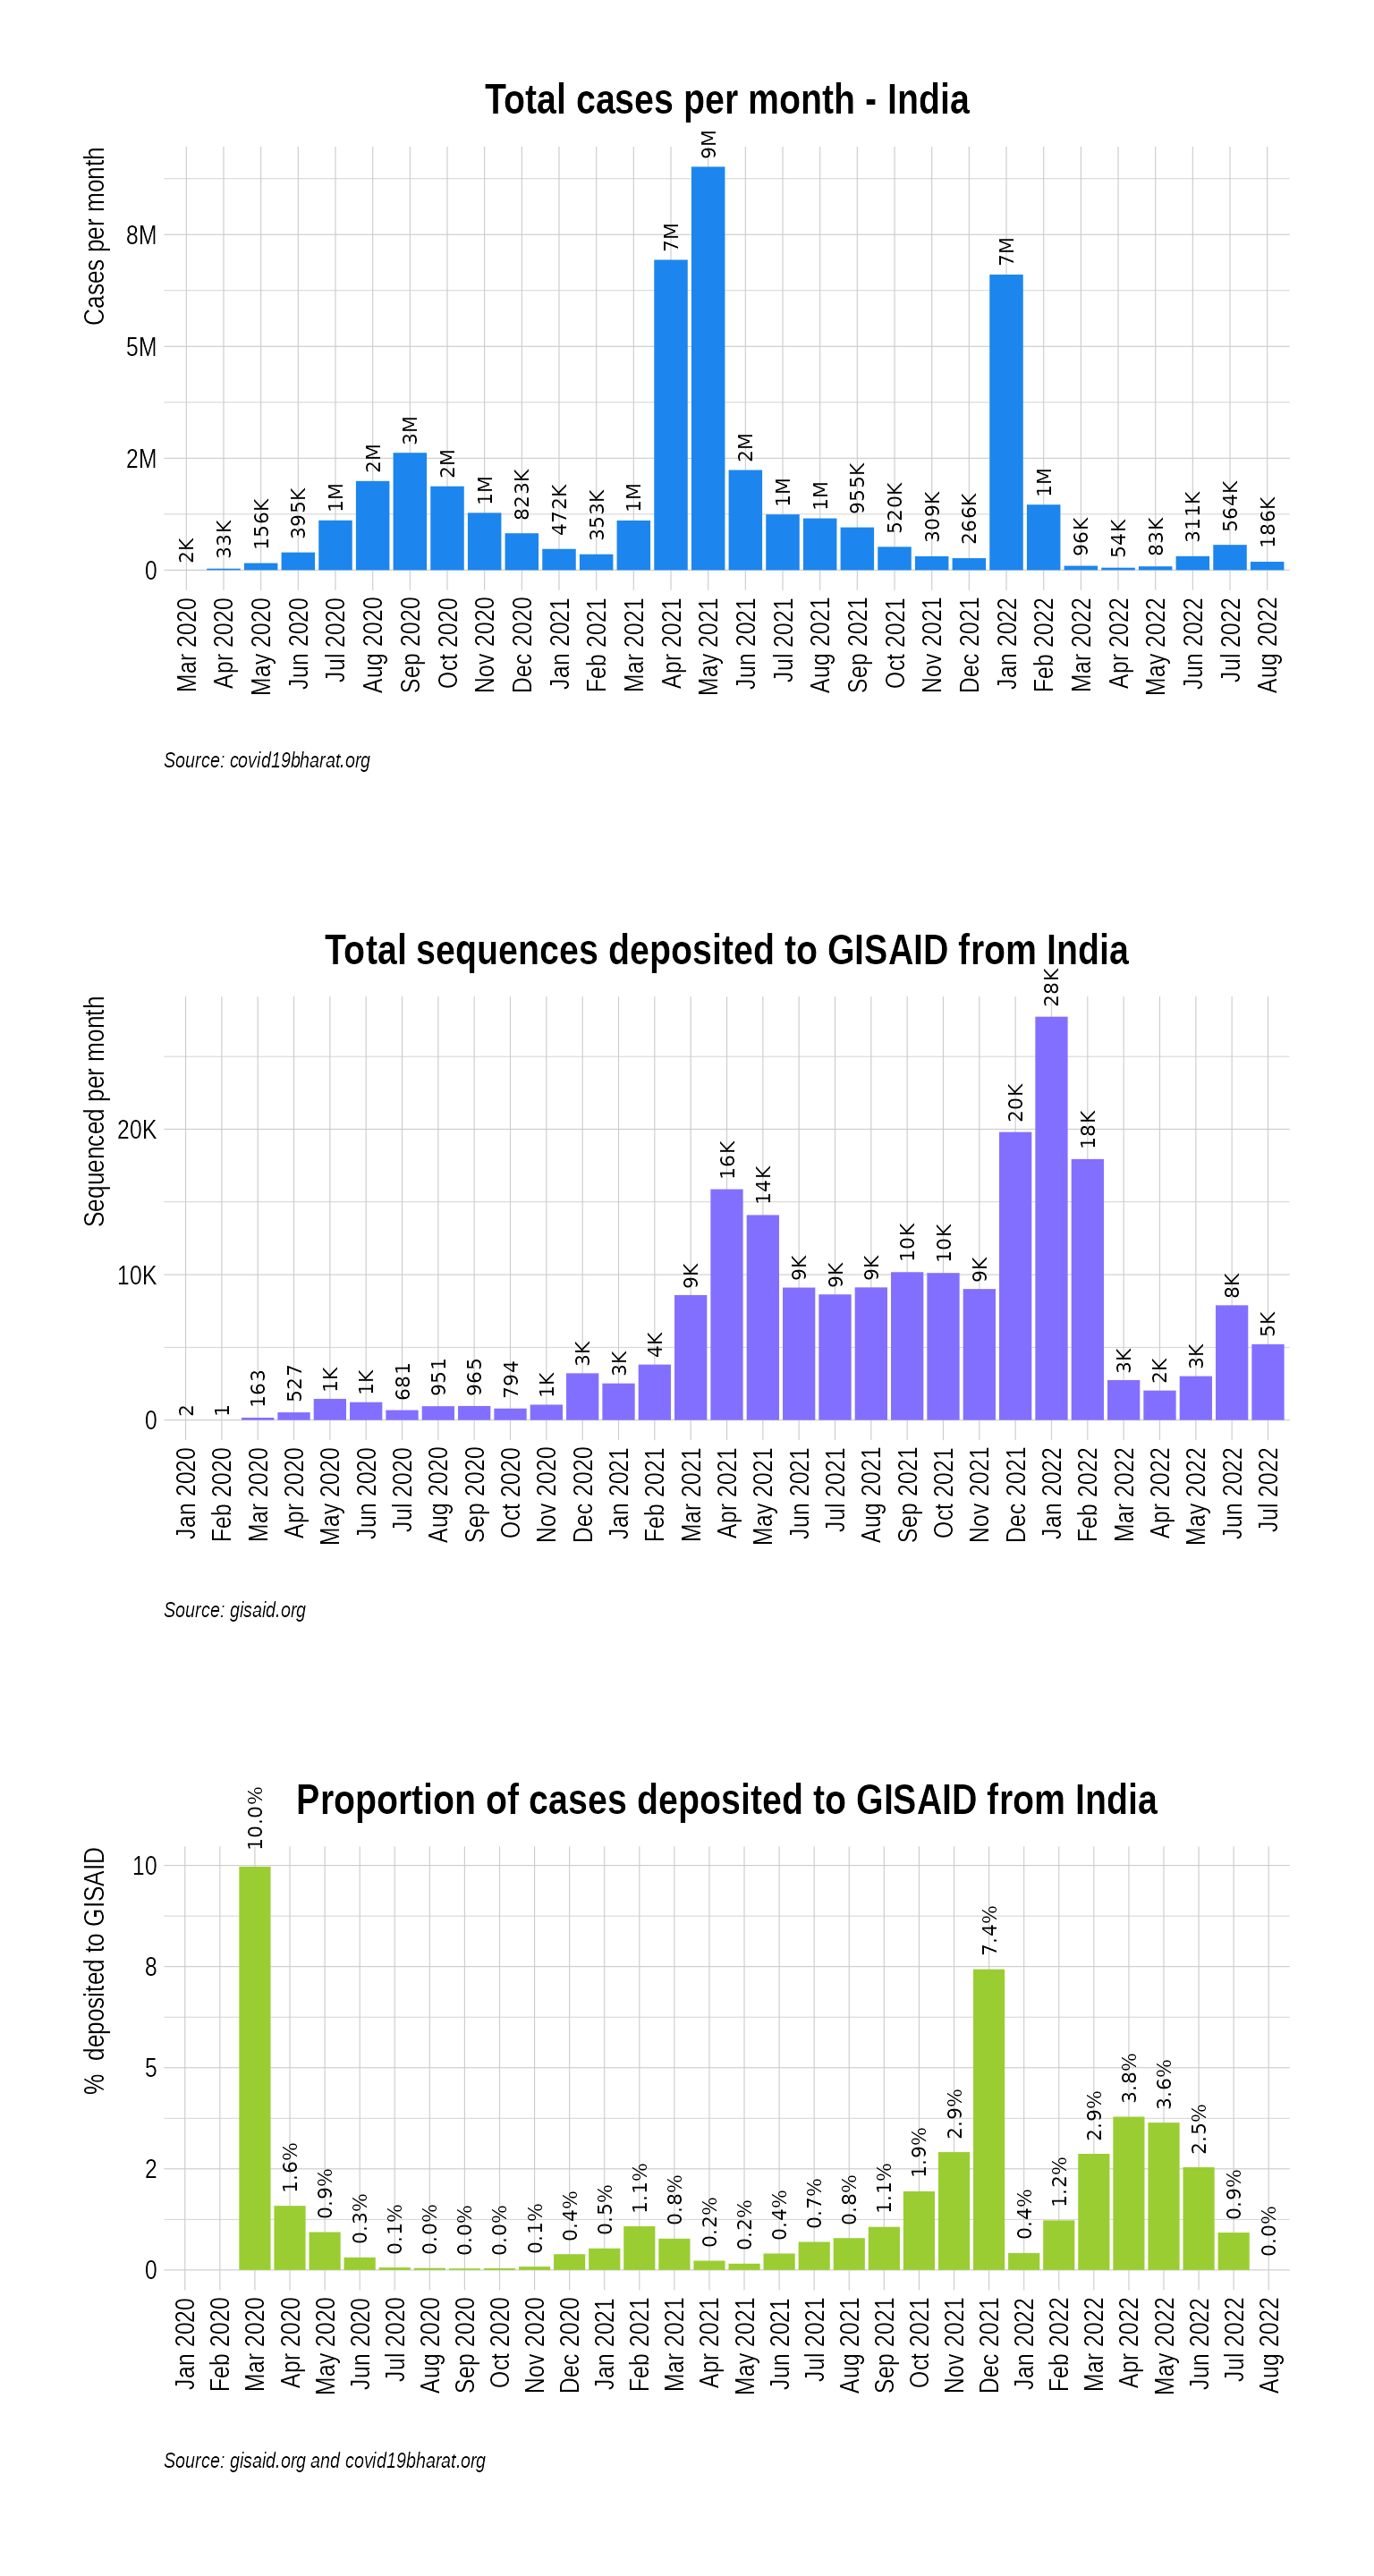 Total cases per month - India
Cases per month
8M
5M
2M
0
2K
33K
156K
395K
1M
2M
3M
2M
1M
823K
472K
353K
1M
7M
9M
2M
1M
1M
955K
520K
309K
266K
7M
1M
96K
54K
83K
311K
564K
186K
Mar 2020
Apr 2020
May 2020
Jun 2020
Jul 2020
Aug 2020
Sep 2020
Oct 2020
Nov 2020
Dec 2020
Jan 2021
Feb 2021
Mar 2021
Apr 2021
May 2021
Jun 2021
Jul 2021
Aug 2021
Sep 2021
Oct 2021
Nov 2021
Dec 2021
Jan 2022
Feb 2022
Mar 2022
Apr 2022
May 2022
Jun 2022
Jul 2022
Aug 2022
Source: covid19bharat.org
Total sequences deposited to GISAID from India
Sequenced per month
20K
10K
0
2
1
163
527
1K
1K
681
951
965
794
1K
3K
3K
4K
9K
16K
14K
9K
9K
9K
10K
10K
9K
20K
28K
18K
3K
2K
3K
8K
5K
Jan 2020
Feb 2020
Mar 2020
Apr 2020
May 2020
Jun 2020
Jul 2020
Aug 2020
Sep 2020
Oct 2020
Nov 2020
Dec 2020
Jan 2021
Feb 2021
Mar 2021
Apr 2021
May 2021
Jun 2021
Jul 2021
Aug 2021
Sep 2021
Oct 2021
Nov 2021
Dec 2021
Jan 2022
Feb 2022
Mar 2022
Apr 2022
May 2022
Jun 2022
Jul 2022
Source: gisaid.org
Proportion of cases deposited to GISAID from India
% deposited to GISAID
10
8
5
2
0
10.0%
1.6%
0.9%
0.3%
0.1%
0.0%
0.0%
0.0%
0.1%
0.4%
0.5%
1.1%
0.8%
0.2%
0.2%
0.4%
0.7%
0.8%
1.1%
1.9%
2.9%
7.4%
0.4%
1.2%
2.9%
3.8%
3.6%
2.5%
0.9%
0.0%
Jan 2020
Feb 2020
Mar 2020
Apr 2020
May 2020
Jun 2020
Jul 2020
Aug 2020
Sep 2020
Oct 2020
Nov 2020
Dec 2020
Jan 2021
Feb 2021
Mar 2021
Apr 2021
May 2021
Jun 2021
Jul 2021
Aug 2021
Sep 2021
Oct 2021
Nov 2021
Dec 2021
Jan 2022
Feb 2022
Mar 2022
Apr 2022
May 2022
Jun 2022
Jul 2022
Aug 2022
Source: gisaid.org and covid19bharat.org